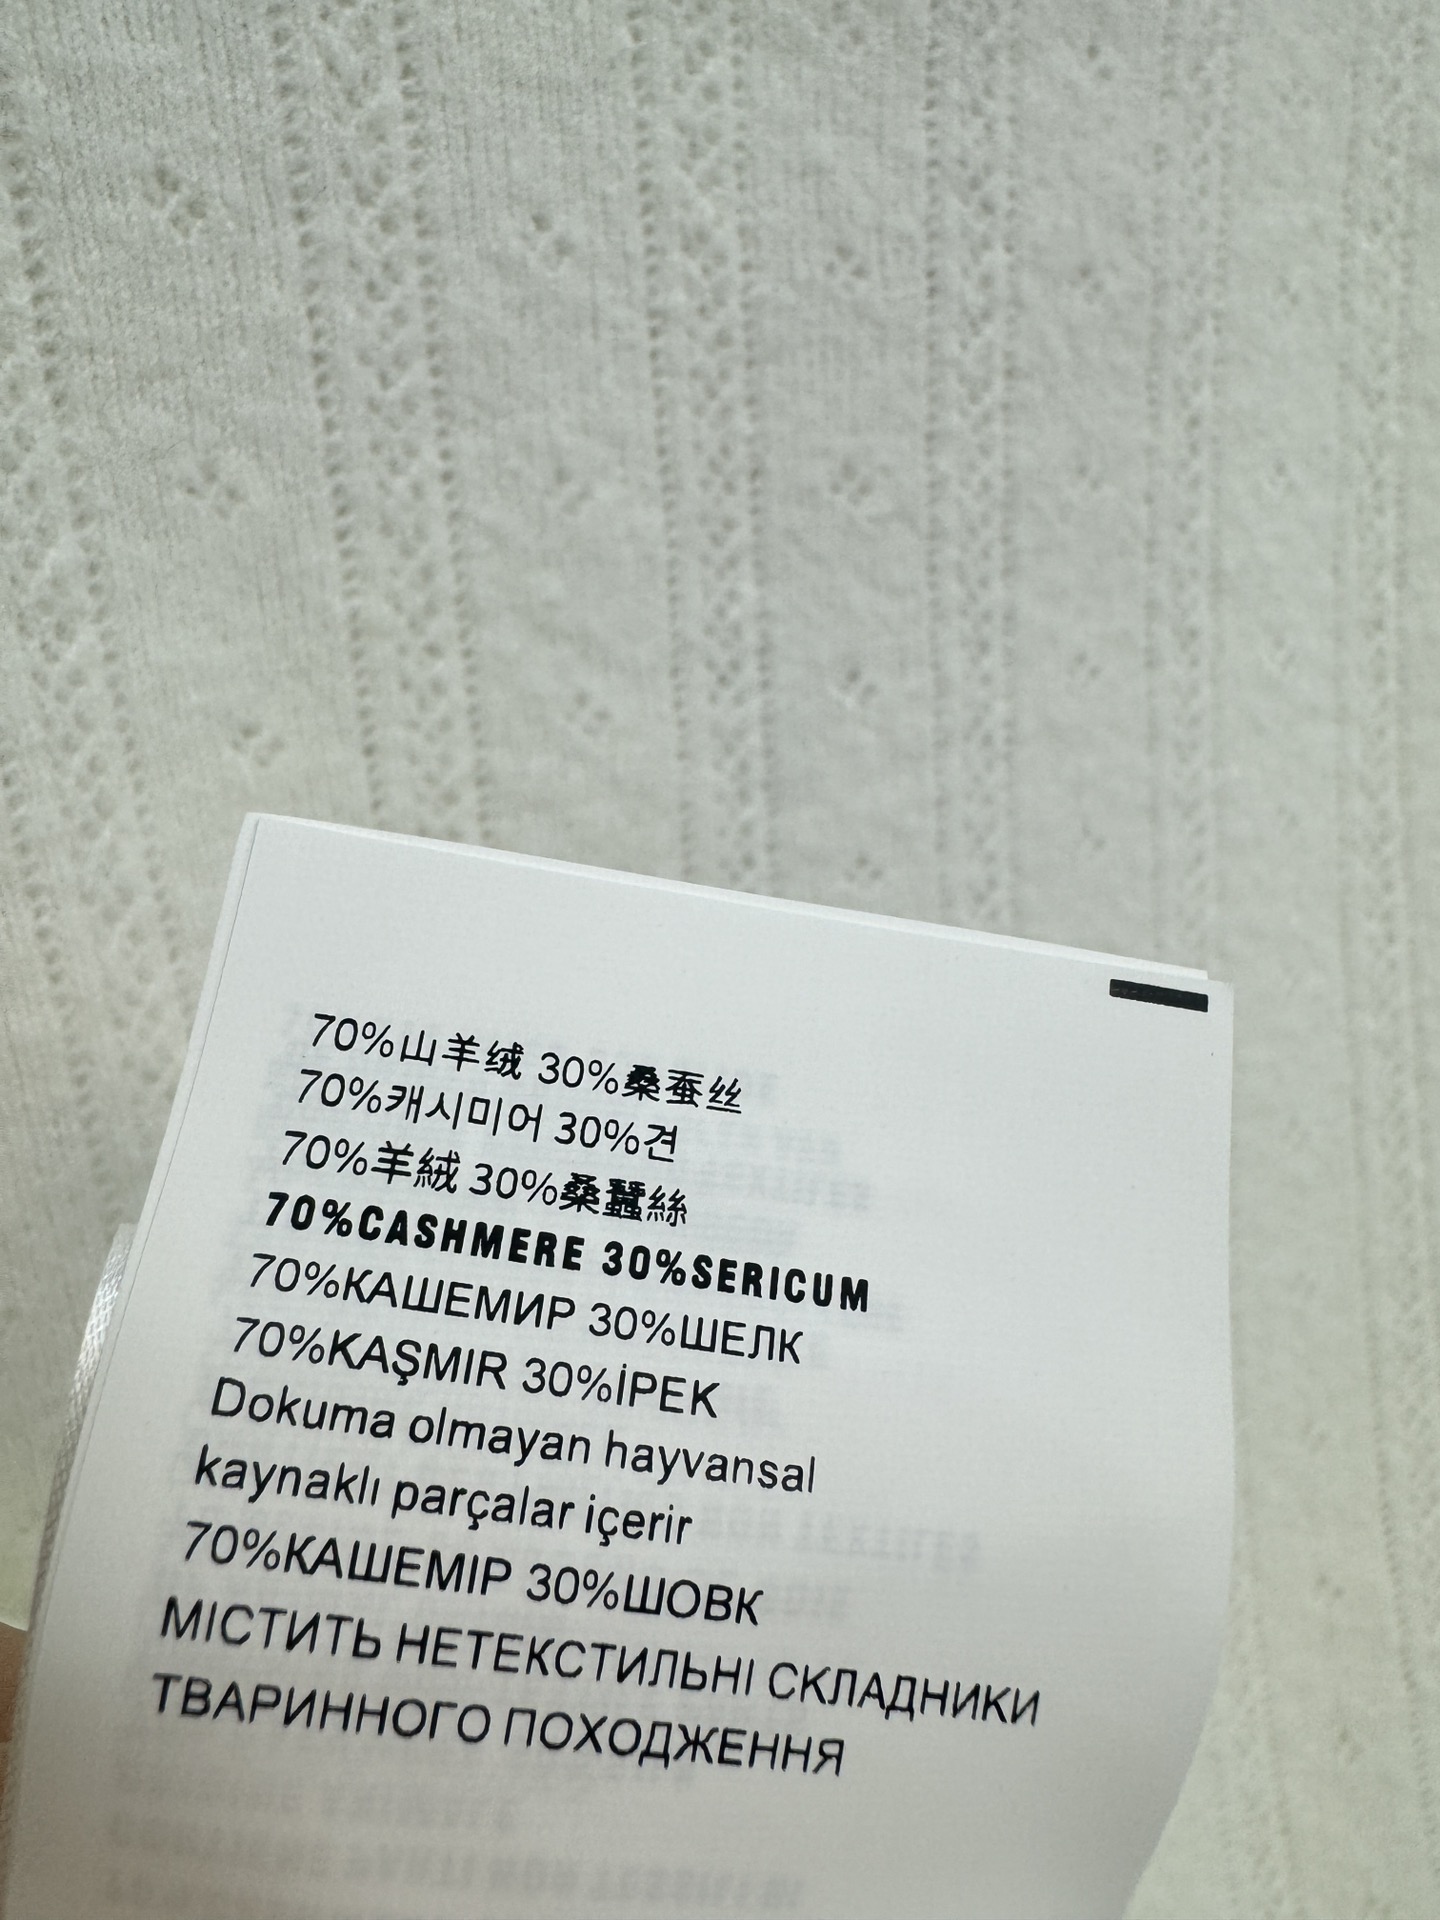 70%山羊绒 30%桑蚕丝
70%캐시미어 30%견
70%羊絨 30%桑蠶絲
70%CASHMERE 30%SERICUM
70%КАШЕМИР 30%ШЕЛК
70%KAŞMIR 30%İPEK
Dokuma olmayan hayvansal
kaynaklı parçalar içerir
70%КАШЕМІР 30%ШОВК
МІСТИТЬ НЕТЕКСТИЛЬНІ СКЛАДНИКИ
ТВАРИННОГО ПОХОДЖЕННЯ